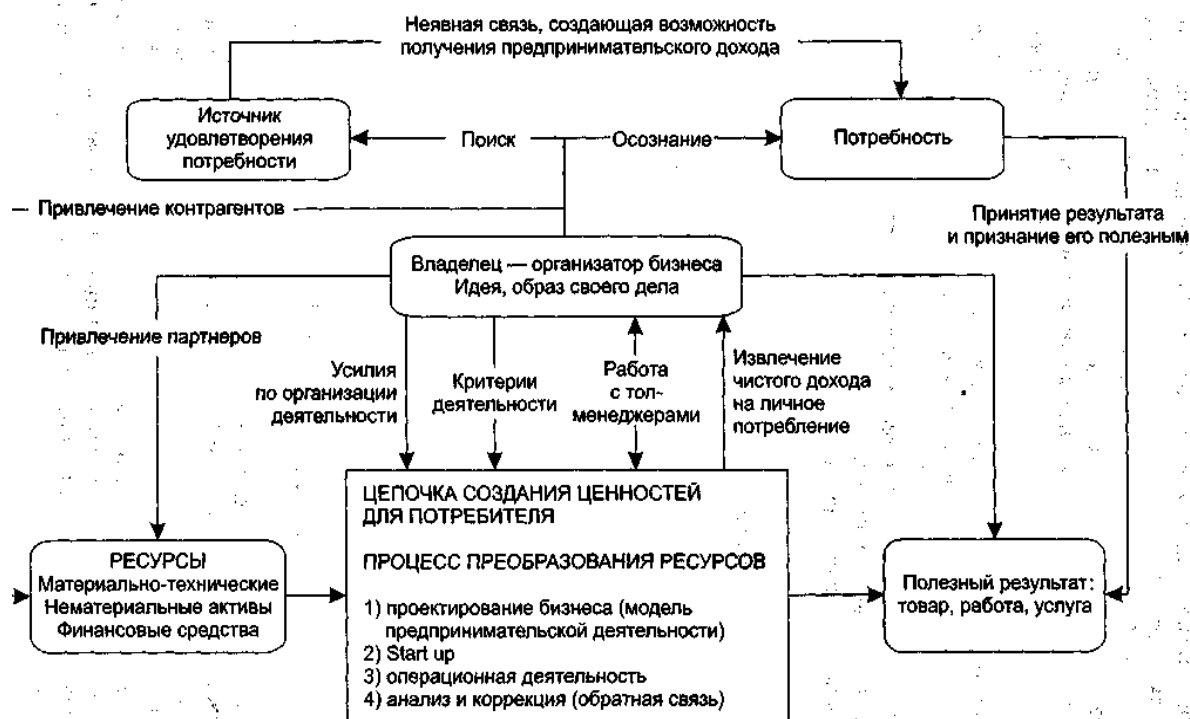 Неявная связь, создающая возможность
получения предпринимательского дохода
Источник
удовлетворения
потребности
Поиск
Осознание
Потребность
Привлечение контрагентов
Принятие результата
и признание его полезным
Владелец — организатор бизнеса
Идея, образ своего дела
Привлечение партнеров
Усилия
по организации
деятельности
Критерии
деятельности
Работа
с топ-
менеджерами
Извлечение
чистого дохода
на личное
потребление
ЦЕПОЧКА СОЗДАНИЯ ЦЕННОСТЕЙ
ДЛЯ ПОТРЕБИТЕЛЯ
ПРОЦЕСС ПРЕОБРАЗОВАНИЯ РЕСУРСОВ
1) проектирование бизнеса (модель
предпринимательской деятельности)
2) Start up
3) операционная деятельность
4) анализ и коррекция (обратная связь)
РЕСУРСЫ
Материально-технические
Нематериальные активы
Финансовые средства
Полезный результат:
товар, работа, услуга